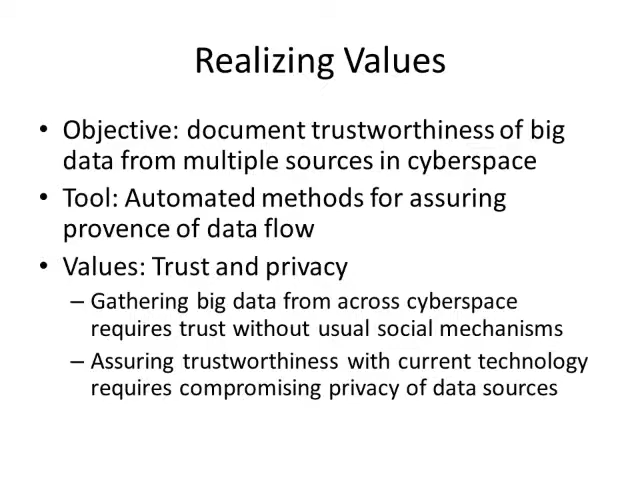 Realizing Values
• Objective: document trustworthiness of big
data from multiple sources in cyberspace
• Tool: Automated methods for assuring
provence of data flow
• Values: Trust and privacy
– Gathering big data from across cyberspace
requires trust without usual social mechanisms
– Assuring trustworthiness with current technology
requires compromising privacy of data sources